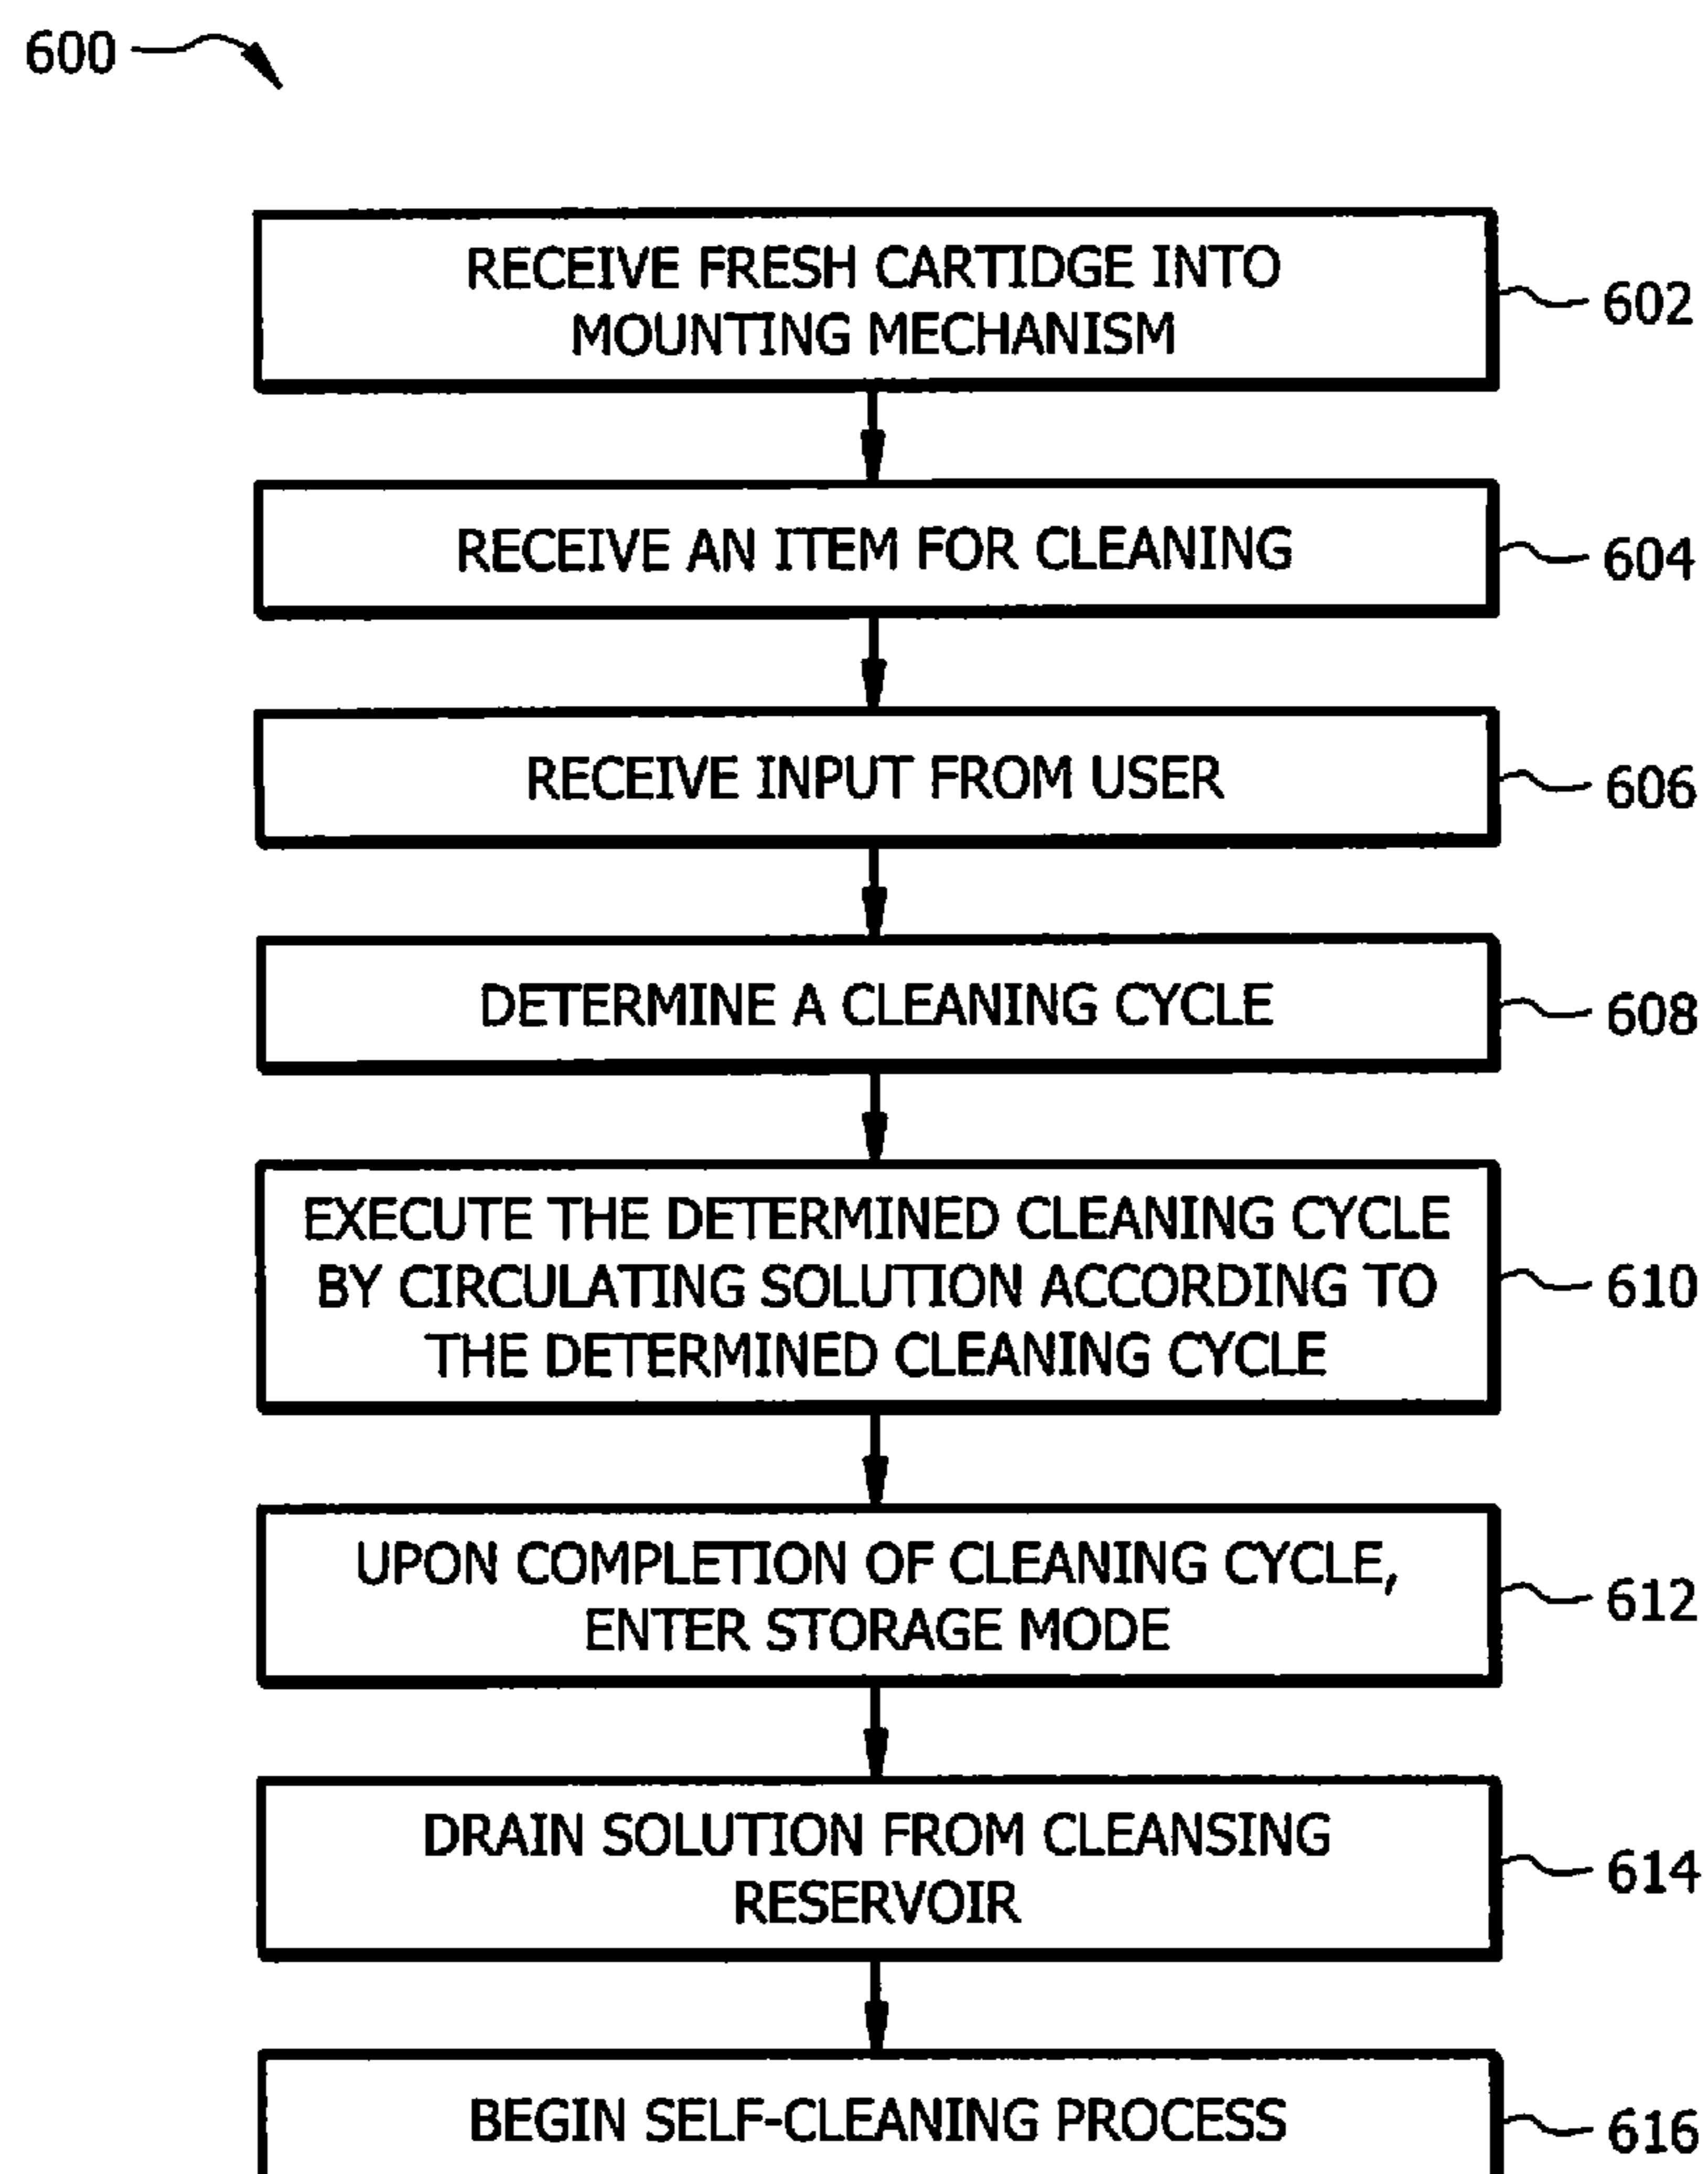 600
RECEIVE FRESH CARTIDGE INTO
MOUNTING MECHANISM
602
RECEIVE AN ITEM FOR CLEANING
604
RECEIVE INPUT FROM USER
606
DETERMINE A CLEANING CYCLE
608
EXECUTE THE DETERMINED CLEANING CYCLE
BY CIRCULATING SOLUTION ACCORDING TO
THE DETERMINED CLEANING CYCLE
610
UPON COMPLETION OF CLEANING CYCLE,
ENTER STORAGE MODE
612
DRAIN SOLUTION FROM CLEANSING
RESERVOIR
614
BEGIN SELF-CLEANING PROCESS
616